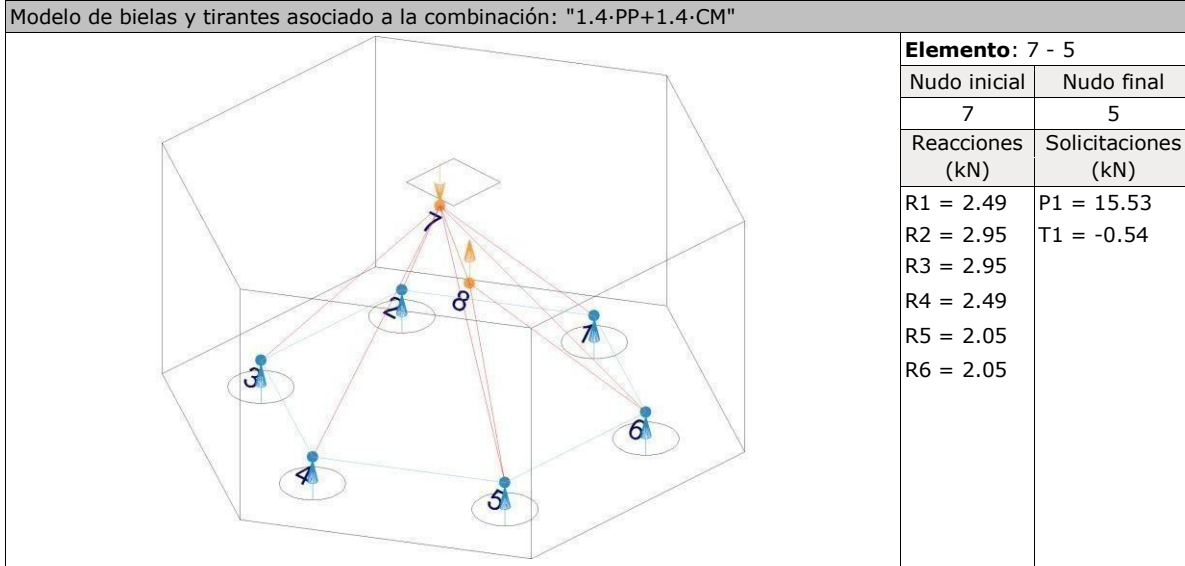 Modelo de bielas y tirantes asociado a la combinación: "1.4·PP+1.4·CM"
Elemento: 7 - 5
Nudo inicial Nudo final
7 5
Reacciones Solicitaciones
(kN) (kN)
R1 = 2.49 P1 = 15.53
R2 = 2.95 T1 = -0.54
R3 = 2.95
R4 = 2.49
R5 = 2.05
R6 = 2.05
7
8
2
1
3
6
4
5